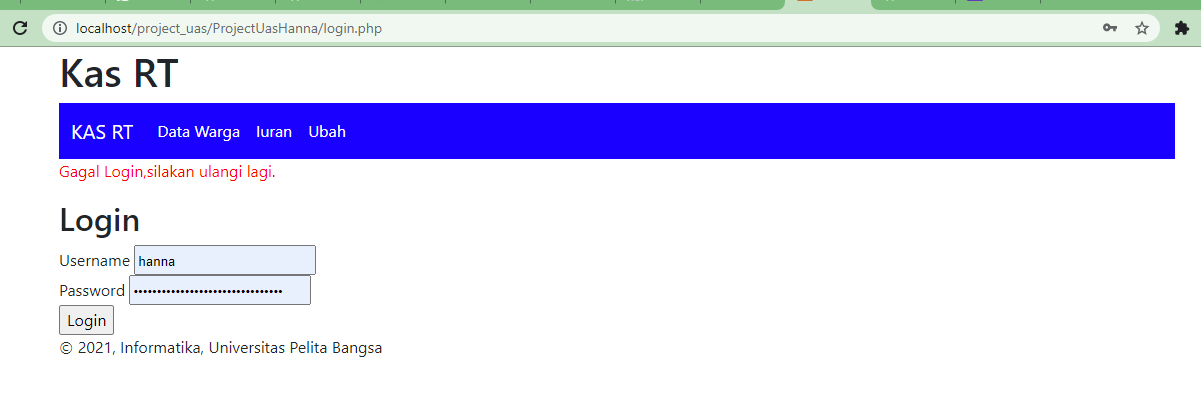 localhost/project_uas/ProjectUasHanna/login.php
Kas RT
KAS RT Data Warga Iuran Ubah
Gagal Login,silakan ulangi lagi.
Login
Username hanna
Password ••••••••••••••••••••••••••••••••
Login
© 2021, Informatika, Universitas Pelita Bangsa